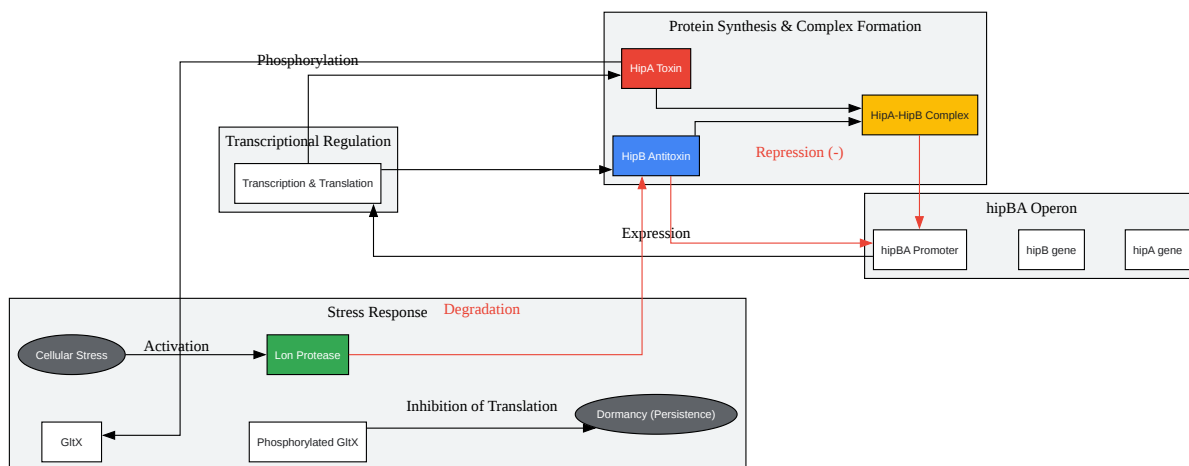 Protein Synthesis & Complex Formation
Phosphorylation
HipA Toxin
HipA-HipB Complex
Transcriptional Regulation
HipB Antitoxin
Repression (-)
Transcription & Translation
hipBA Operon
Expression
hipBA Promoter
hipB gene
hipA gene
Stress Response
Degradation
Cellular Stress
Activation
Lon Protease
Inhibition of Translation
Dormancy (Persistence)
GltX
Phosphorylated GltX